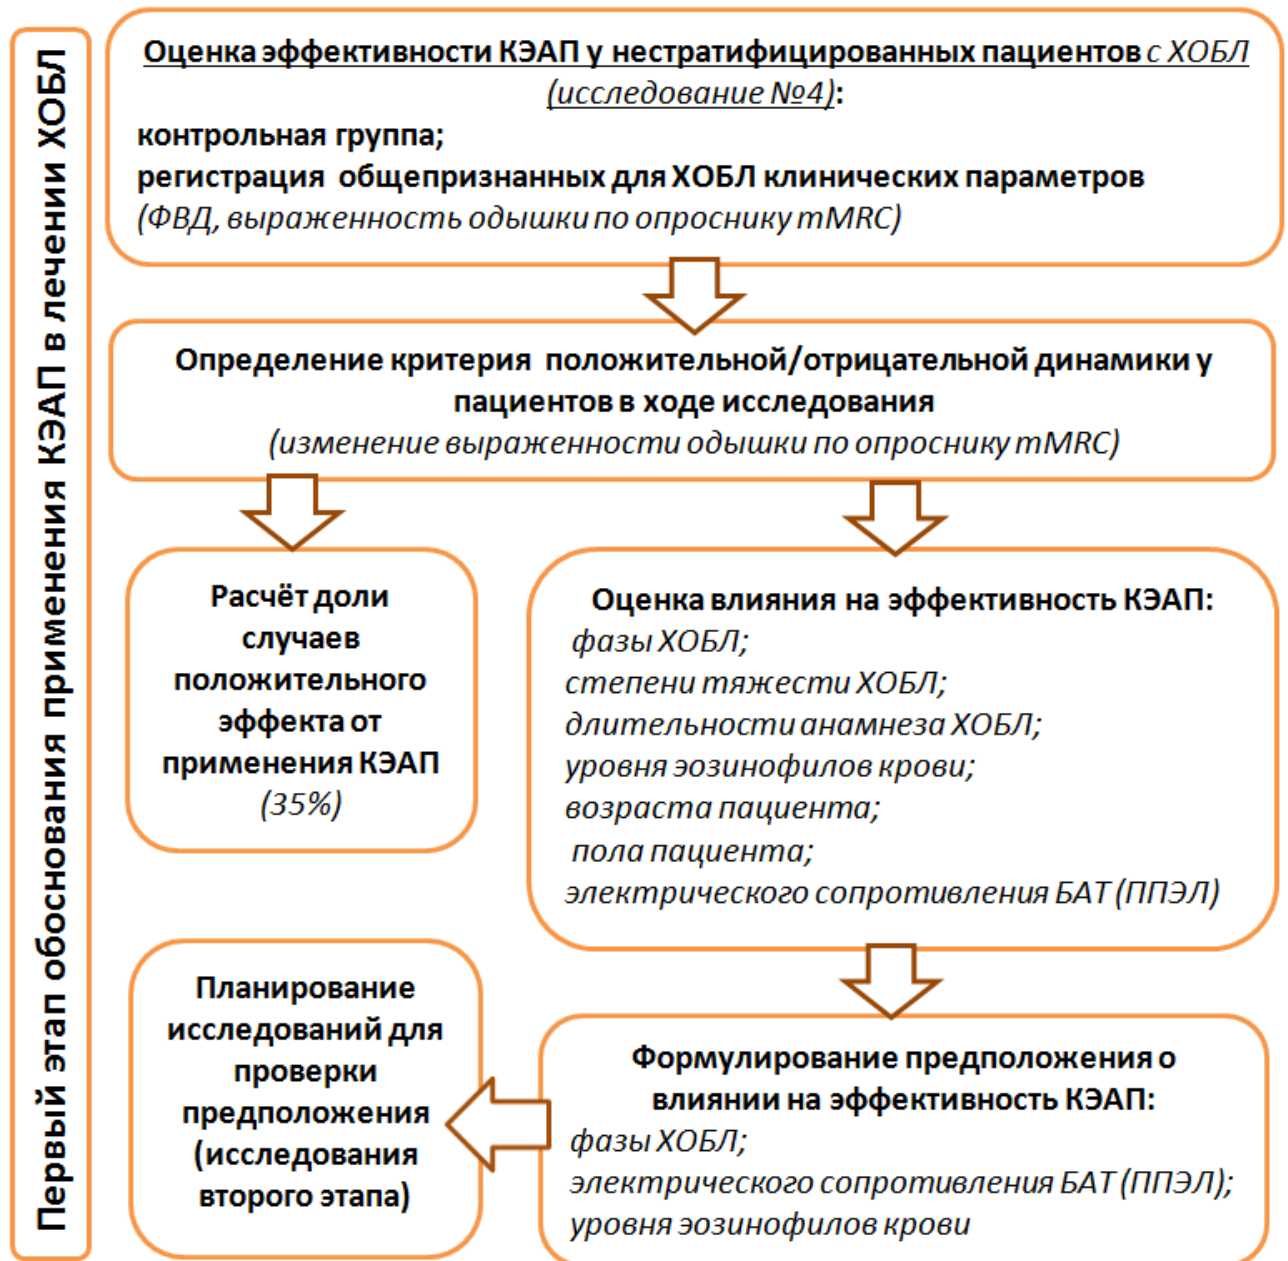 Первый этап обоснования применения КЭАП в лечении ХОБЛ
Оценка эффективности КЭАП у нестратифицированных пациентов с ХОБЛ
(исследование №4):
контрольная группа;
регистрация общепризнанных для ХОБЛ клинических параметров
(ФВД, выраженность одышки по опроснику mMRC)
Определение критерия положительной/отрицательной динамики у
пациентов в ходе исследования
(изменение выраженности одышки по опроснику mMRC)
Расчёт доли
случаев
положительного
эффекта от
применения КЭАП
(35%)
Оценка влияния на эффективность КЭАП:
фазы ХОБЛ;
степени тяжести ХОБЛ;
длительности анамнеза ХОБЛ;
уровня эозинофилов крови;
возраста пациента;
пола пациента;
электрического сопротивления БАТ (ППЭЛ)
Формулирование предположения о
влиянии на эффективность КЭАП:
фазы ХОБЛ;
электрического сопротивления БАТ (ППЭЛ);
уровня эозинофилов крови
Планирование
исследований для
проверки
предположения
(исследования
второго этапа)